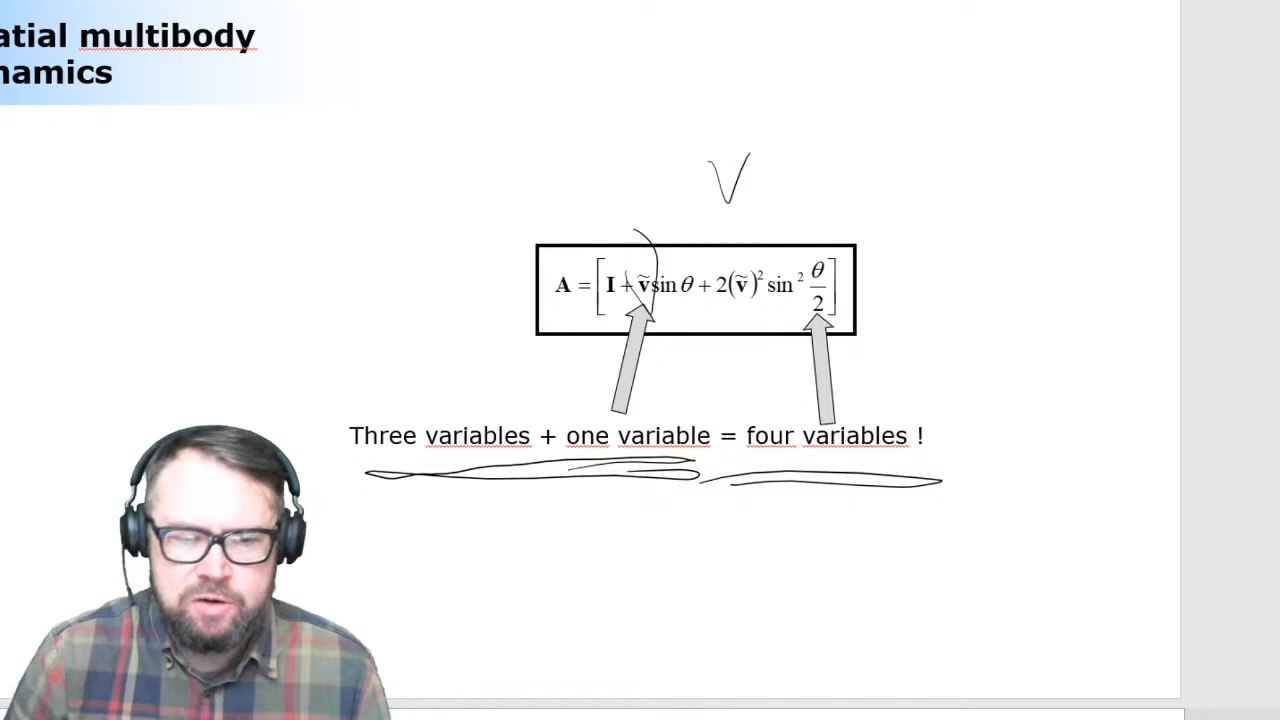 atial multibody
namics
V
A = [I + ṽ sin θ + 2(ṽ)² sin² θ/2]
Three variables + one variable = four variables !